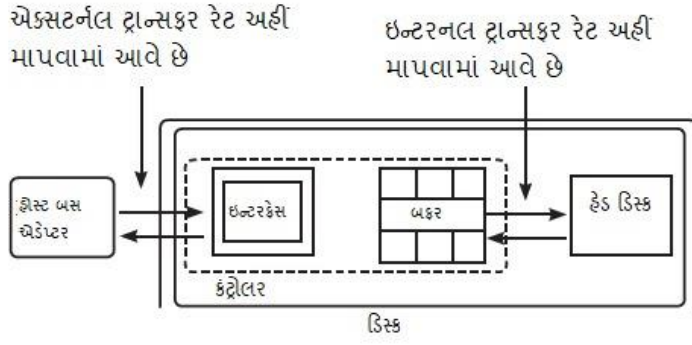 એક્સટર્નલ ટ્રાન્સફર રેટ અહીં
માપવામાં આવે છે
ઇન્ટરનલ ટ્રાન્સફર રેટ અહીં
માપવામાં આવે છે
હોસ્ટ બસ
એડેપ્ટર
ઇન્ટરફેસ
બફર
હેડ ડિસ્ક
કંટ્રોલર
ડિસ્ક